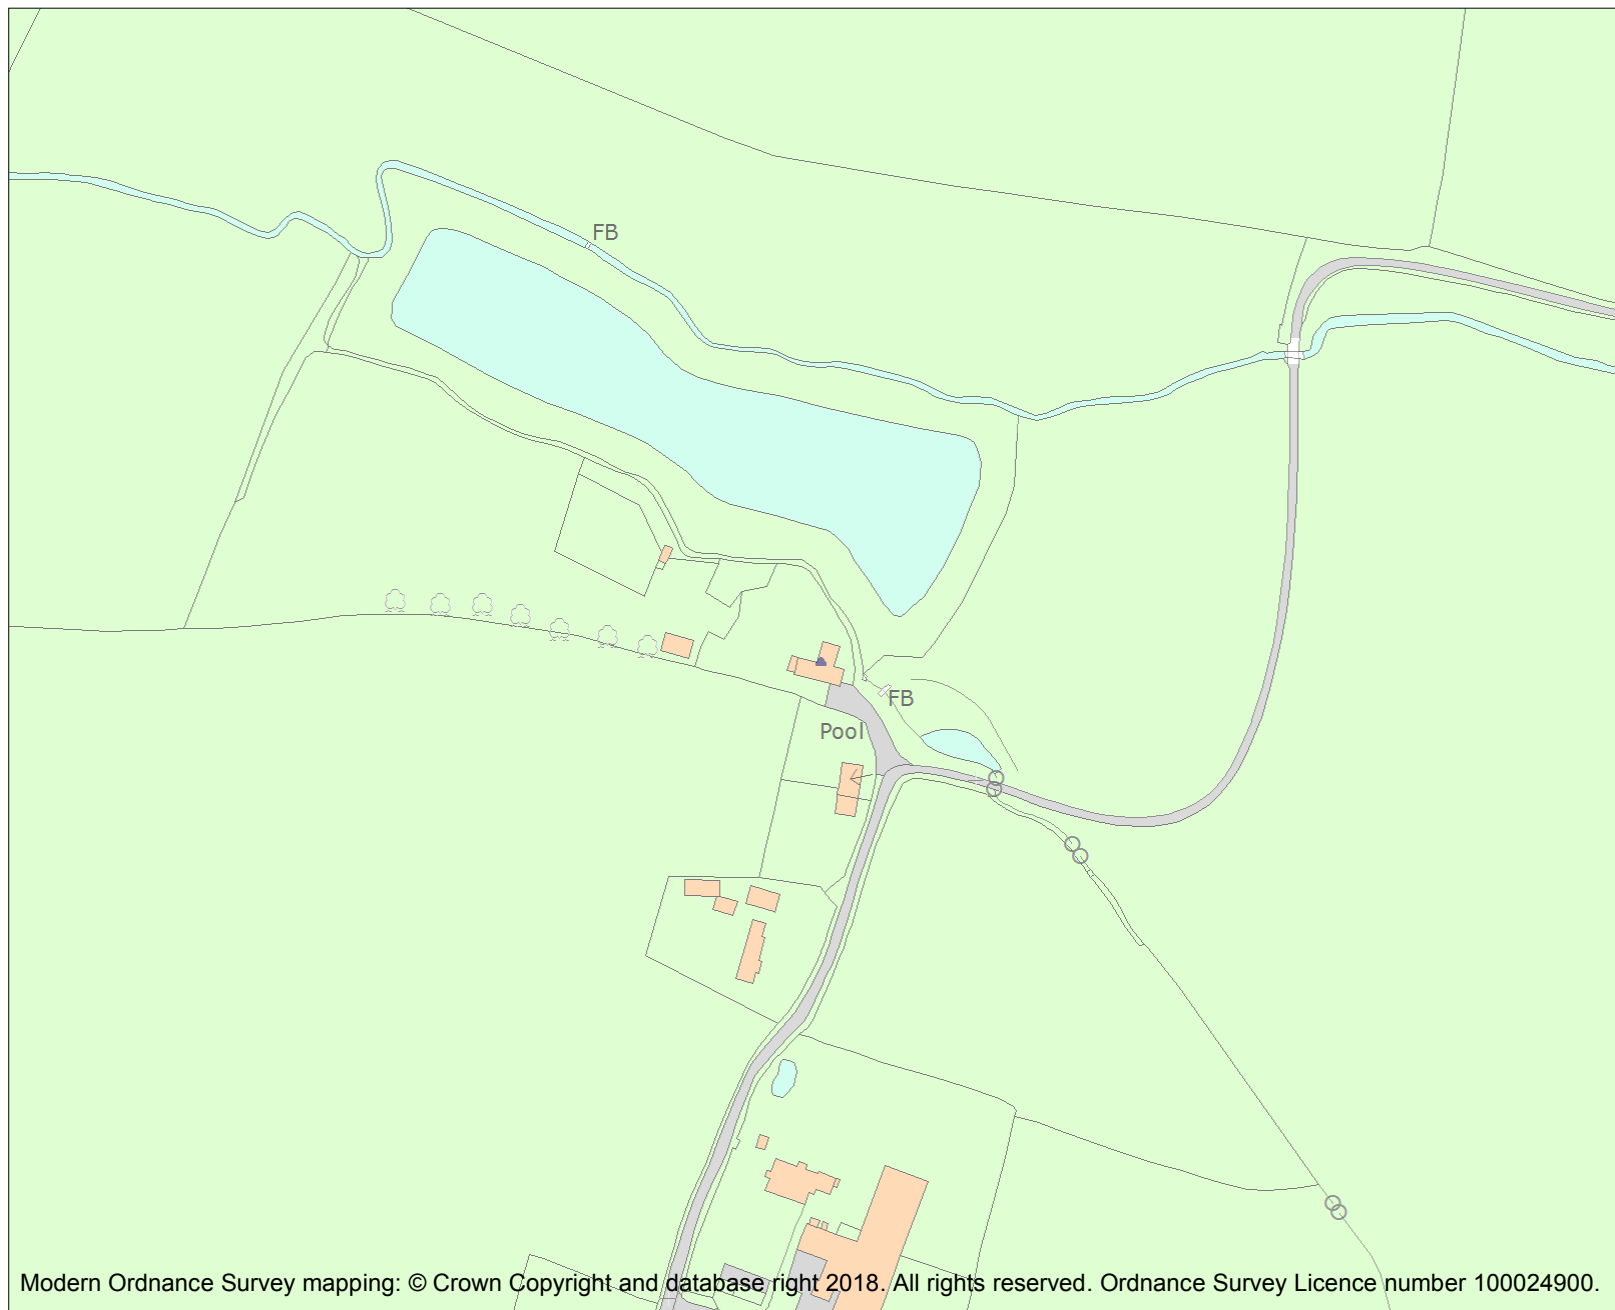 FB
FB
Pool
Modern Ordnance Survey mapping: © Crown Copyright and database right 2018. All rights reserved. Ordnance Survey Licence number 100024900.